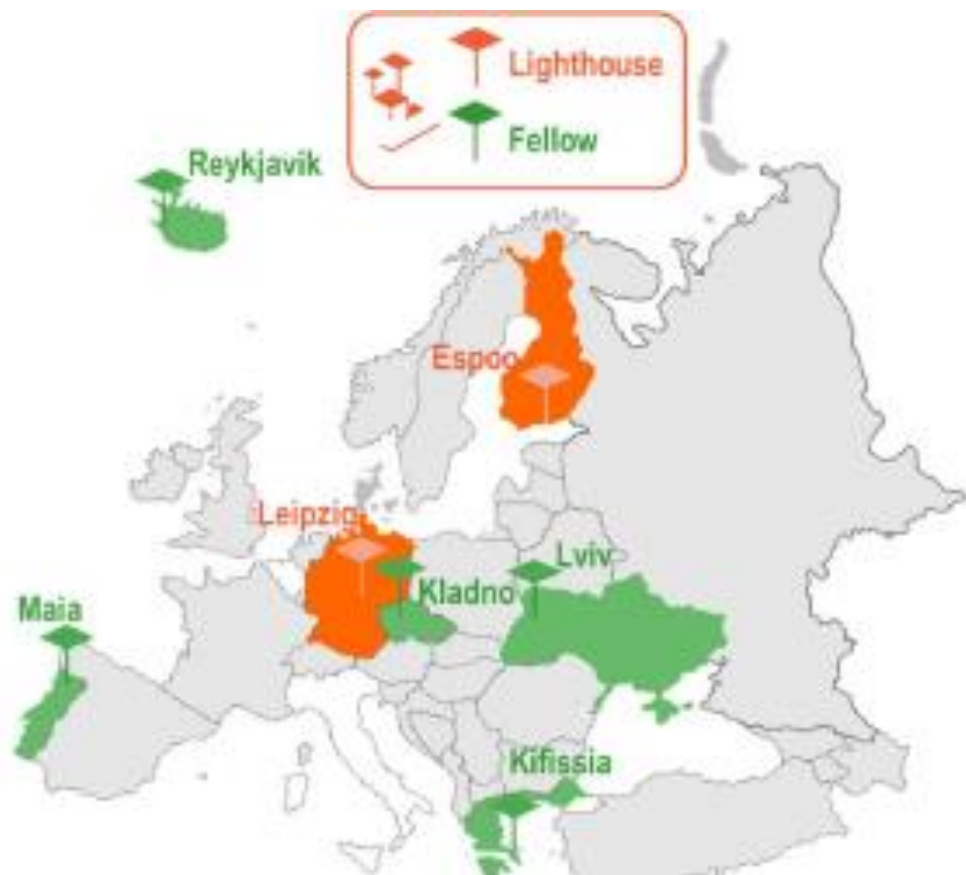 Lighthouse
Fellow
Reykjavik
Espoo
Leipzig
Lviv
Kladno
Maia
Kifissia